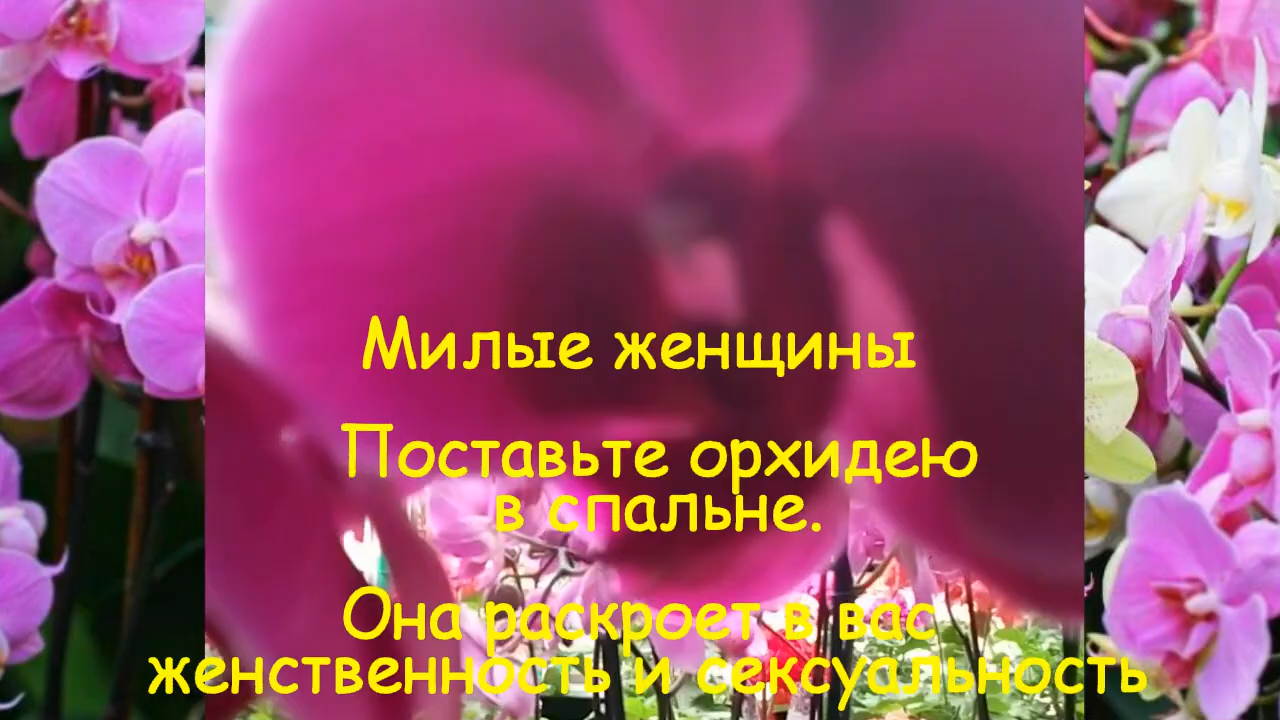 Милые женщины
Поставьте орхидею
в спальне.
Она раскроет в вас
женственность и сексуальность